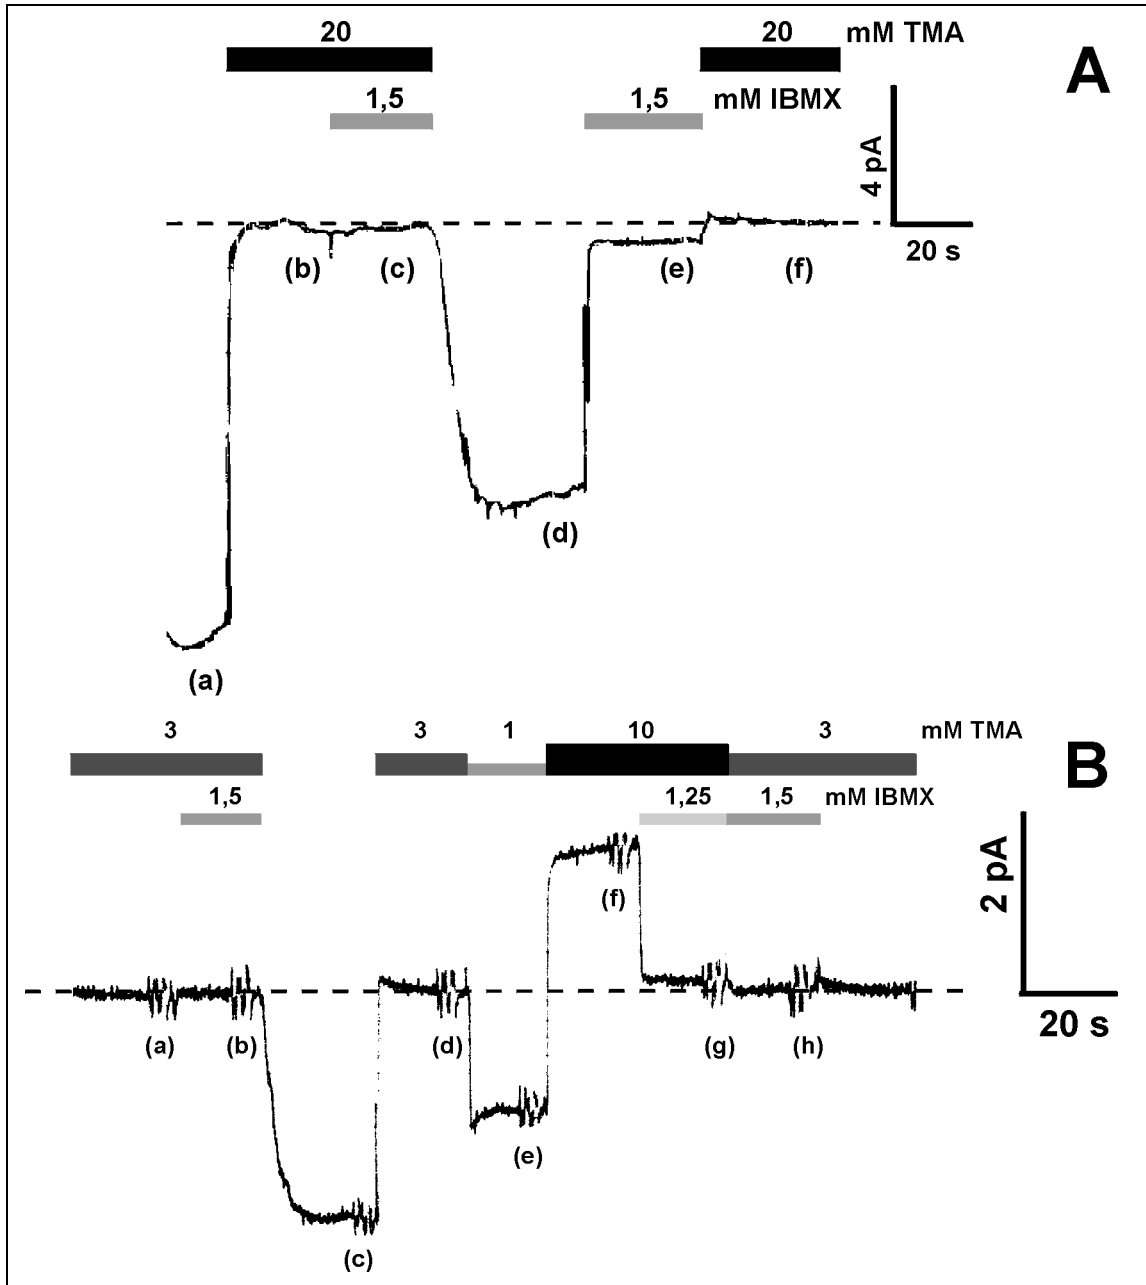 20 20 mM TMA
A
1,5 1,5 mM IBMX
4 pA
20 s
(b) (c) (e) (f)
(d)
(a)
3 3 1 10 3 mM TMA
B
1,5 1,25 1,5 mM IBMX
2 pA
(f)
20 s
(a) (b) (d) (g) (h)
(e)
(c)